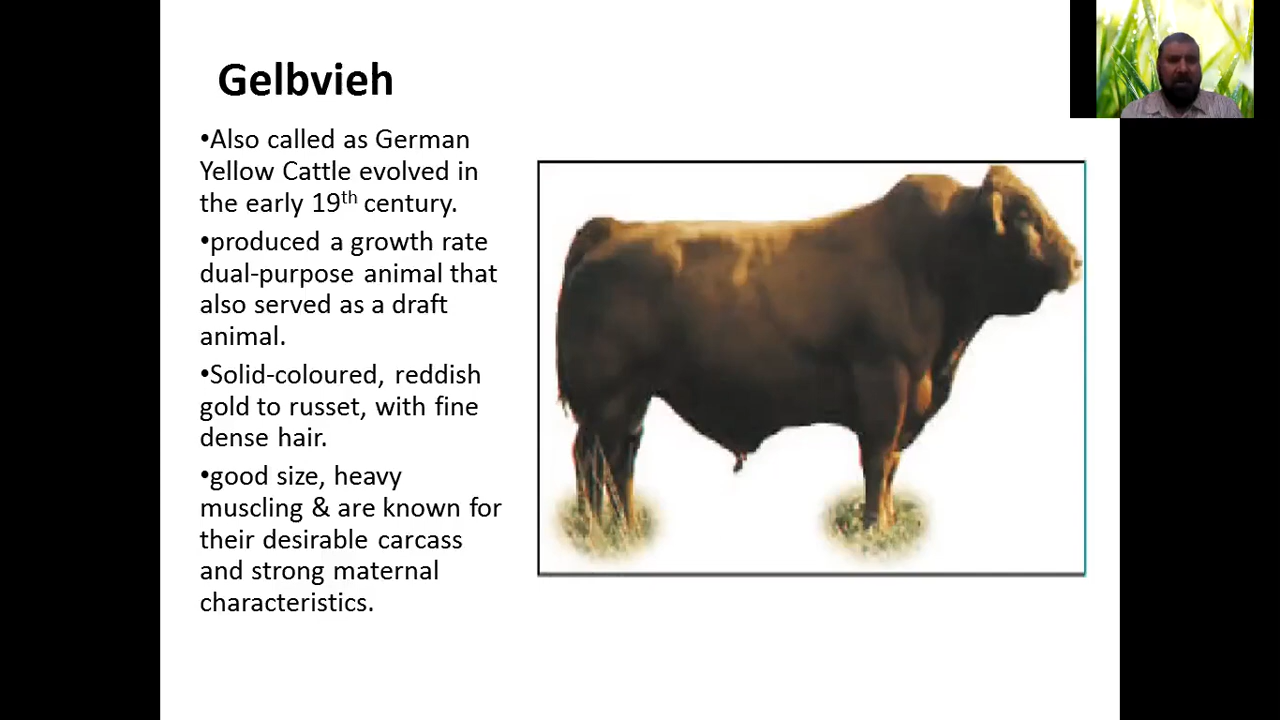 Gelbvieh
•Also called as German
Yellow Cattle evolved in
the early 19th century.
•produced a growth rate
dual-purpose animal that
also served as a draft
animal.
•Solid-coloured, reddish
gold to russet, with fine
dense hair.
•good size, heavy
muscling & are known for
their desirable carcass
and strong maternal
characteristics.